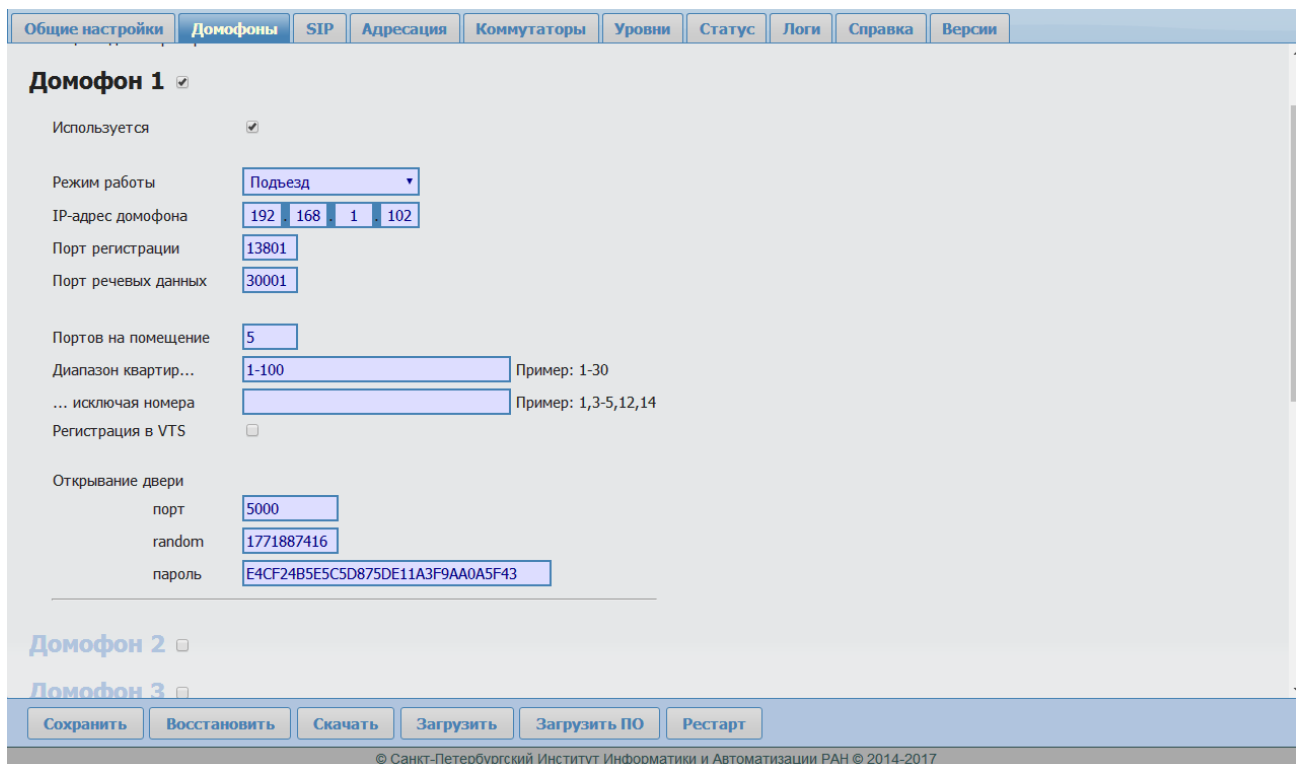 Общие настройки Домофоны SIP Адресация Коммутаторы Уровни Статус Логи Справка Версии
Домофон 1
Используется
Режим работы Подъезд
IP-адрес домофона 192 . 168 . 1 . 102
Порт регистрации 13801
Порт речевых данных 30001
Портов на помещение 5
Диапазон квартир... 1-100 Пример: 1-30
... исключая номера Пример: 1,3-5,12,14
Регистрация в VTS
Открывание двери
порт 5000
random 1771887416
пароль E4CF24B5E5C5D875DE11A3F9AA0A5F43
Домофон 2
Домофон 3
Сохранить Восстановить Скачать Загрузить Загрузить ПО Рестарт
© Санкт-Петербургский Институт Информатики и Автоматизации РАН © 2014-2017